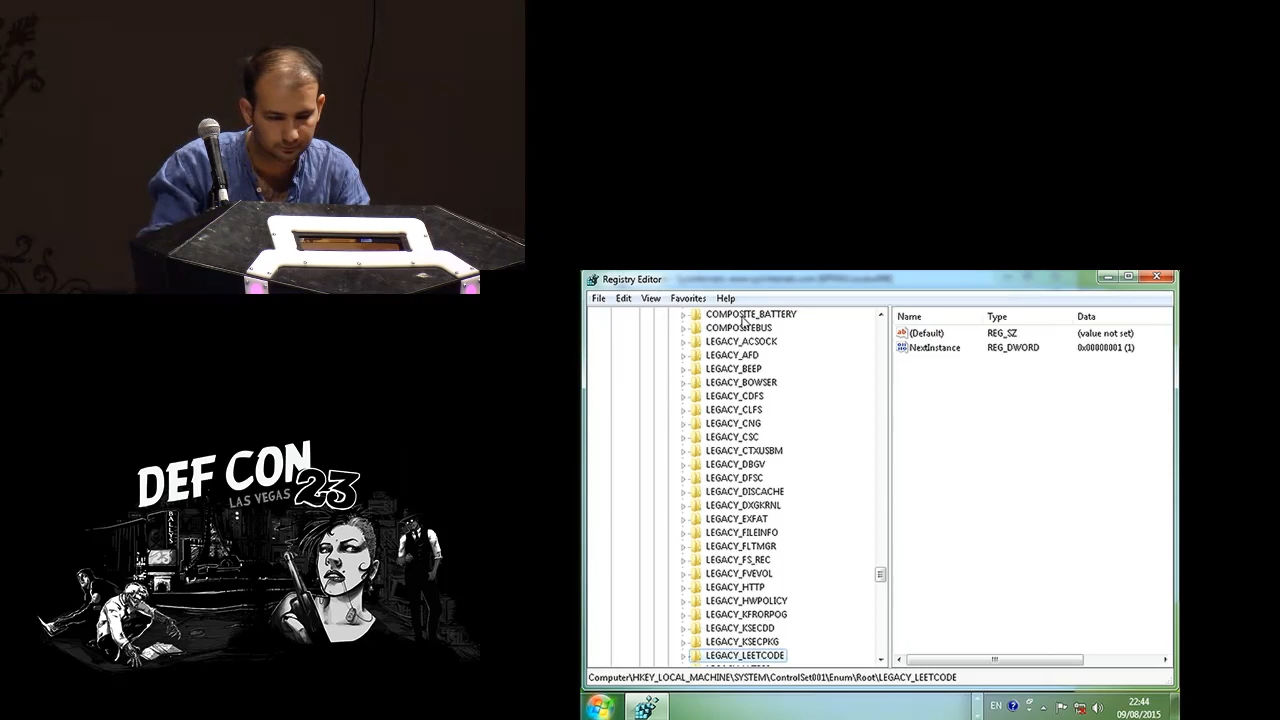 Registry Editor
File Edit View Favorites Help
COMPOSITE_BATTERY
COMPOSITEBUS
LEGACY_ACSOCK
LEGACY_AFD
LEGACY_BEEP
LEGACY_BOWSER
LEGACY_CDFS
LEGACY_CLFS
LEGACY_CNG
LEGACY_CSC
LEGACY_CTXUSBM
LEGACY_DBGV
LEGACY_DFSC
LEGACY_DISCACHE
LEGACY_DXGKRNL
LEGACY_EXFAT
LEGACY_FILEINFO
LEGACY_FLTMGR
LEGACY_FS_REC
LEGACY_FVEVOL
LEGACY_HTTP
LEGACY_HWPOLICY
LEGACY_KFRORPOG
LEGACY_KSECDD
LEGACY_KSECPKG
LEGACY_LEETCODE
Name Type Data
(Default) REG_SZ (value not set)
NextInstance REG_DWORD 0x00000001 (1)
Computer\HKEY_LOCAL_MACHINE\SYSTEM\ControlSet001\Enum\Root\LEGACY_LEETCODE
EN
22:44
09/08/2015
DEF CON
LAS VEGAS 23
BALLYS